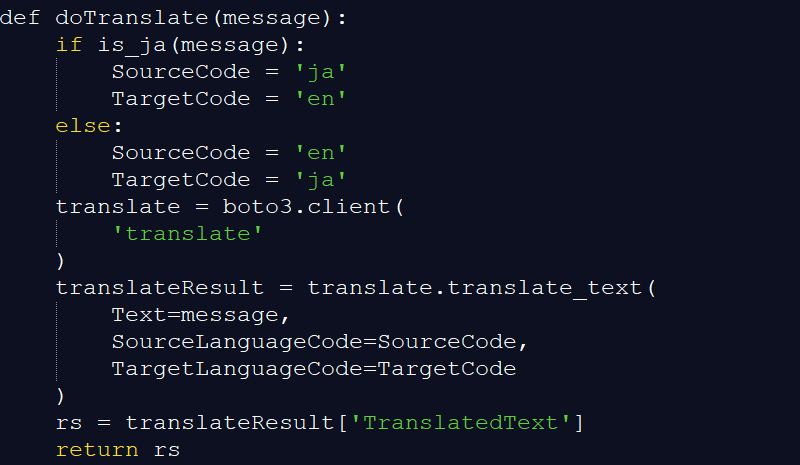 def doTranslate(message):
    if is_ja(message):
        SourceCode = 'ja'
        TargetCode = 'en'
    else:
        SourceCode = 'en'
        TargetCode = 'ja'
    translate = boto3.client(
        'translate'
    )
    translateResult = translate.translate_text(
        Text=message,
        SourceLanguageCode=SourceCode,
        TargetLanguageCode=TargetCode
    )
    rs = translateResult['TranslatedText']
    return rs